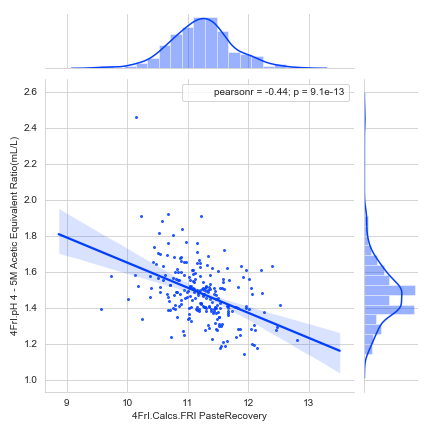 pearsonr = -0.44; p = 9.1e-13
2.6
2.4
2.2
2.0
1.8
1.6
1.4
1.2
1.0
4FrI.pH 4 - 5M Acetic Equivalent Ratio(mL/L)
9 10 11 12 13
4FrI.Calcs.FRI PasteRecovery